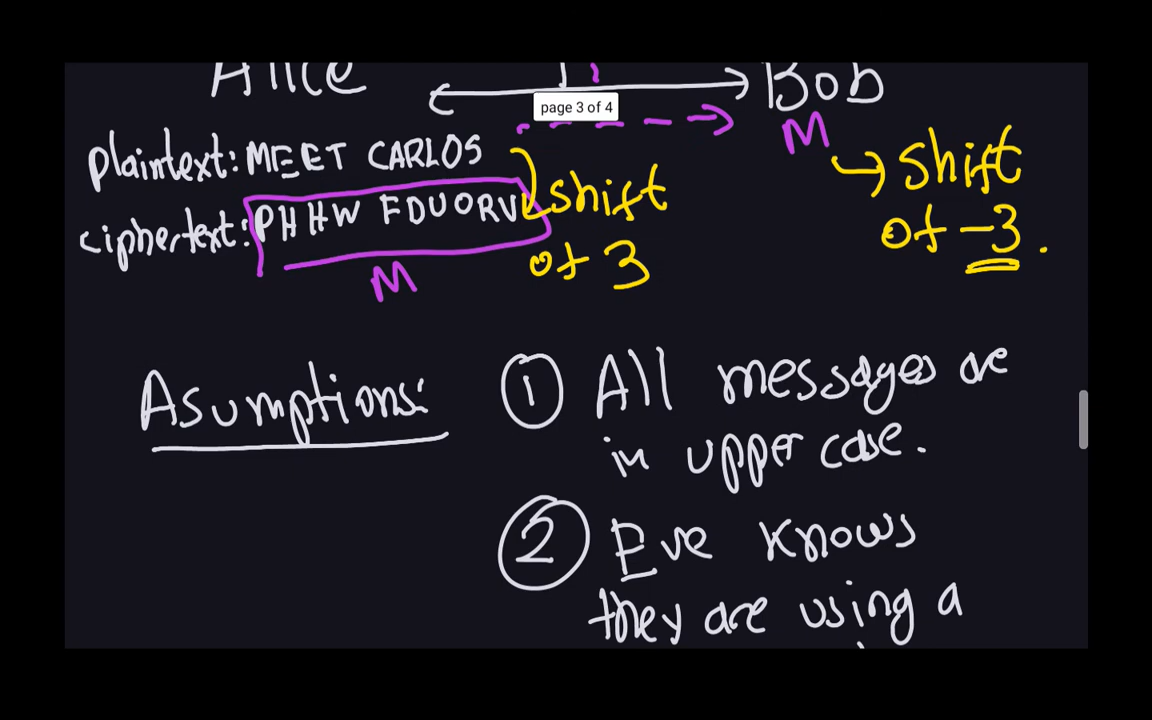 Alice Bob
page 3 of 4
M
plaintext: MEET CARLOS
ciphertext: PHHW FDUORV
M
shift
of 3
shift
of -3.
Asumptions:
1 All messages are
in upper case.
2 Eve knows
they are using a